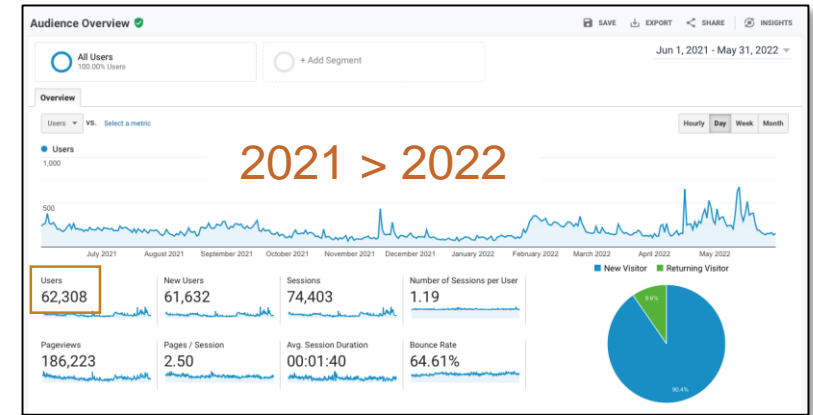 Audience Overview
SAVE EXPORT SHARE INSIGHTS
All Users
100.00% Users
+ Add Segment
Jun 1, 2021 - May 31, 2022
Overview
Users VS. Select a metric
Hourly Day Week Month
Users
2021 > 2022
1,000
500
July 2021 August 2021 September 2021 October 2021 November 2021 December 2021 January 2022 February 2022 March 2022 April 2022 May 2022
New Visitor Returning Visitor
Users
62,308
New Users
61,632
Sessions
74,403
Number of Sessions per User
1.19
Pageviews
186,223
Pages / Session
2.50
Avg. Session Duration
00:01:40
Bounce Rate
64.61%
9.6%
90.4%